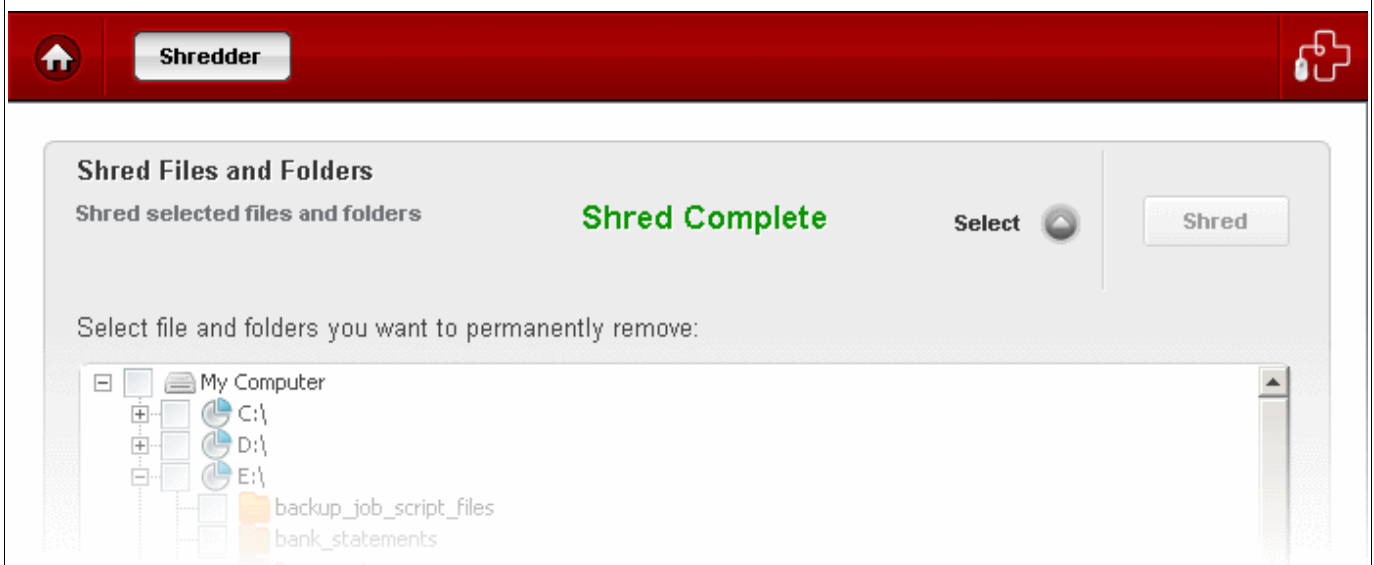 Shredder
Shred Files and Folders
Shred selected files and folders
Shred Complete
Select
Shred
Select file and folders you want to permanently remove:
My Computer
C:\
D:\
E:\
backup_job_script_files
bank_statements